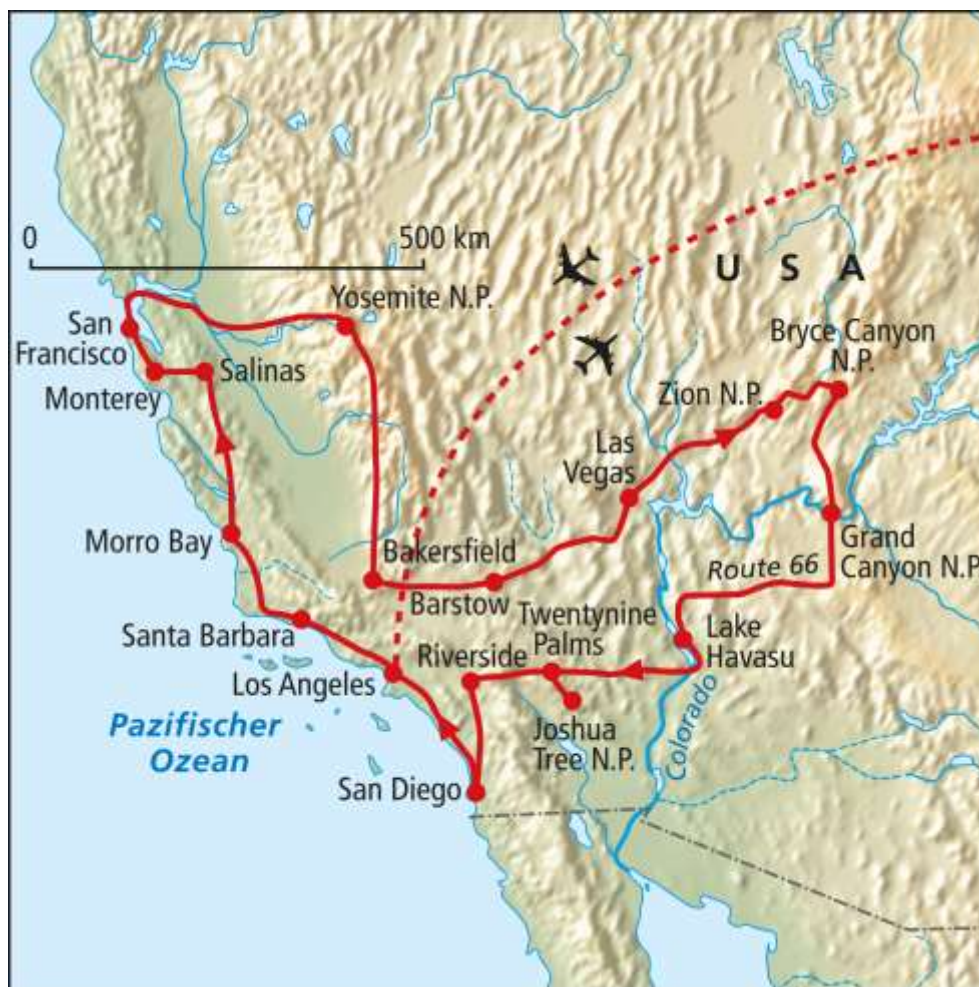 0
500 km
U S A
Yosemite N.P.
San
Francisco
Bryce Canyon
N.P.
Monterey
Salinas
Zion N.P.
Las
Vegas
Morro Bay
Bakersfield
Grand
Canyon N.P.
Route 66
Barstow
Twentynine
Palms
Santa Barbara
Riverside
Lake
Havasu
Los Angeles
Pazifischer
Ozean
Joshua
Tree N.P.
Colorado
San Diego